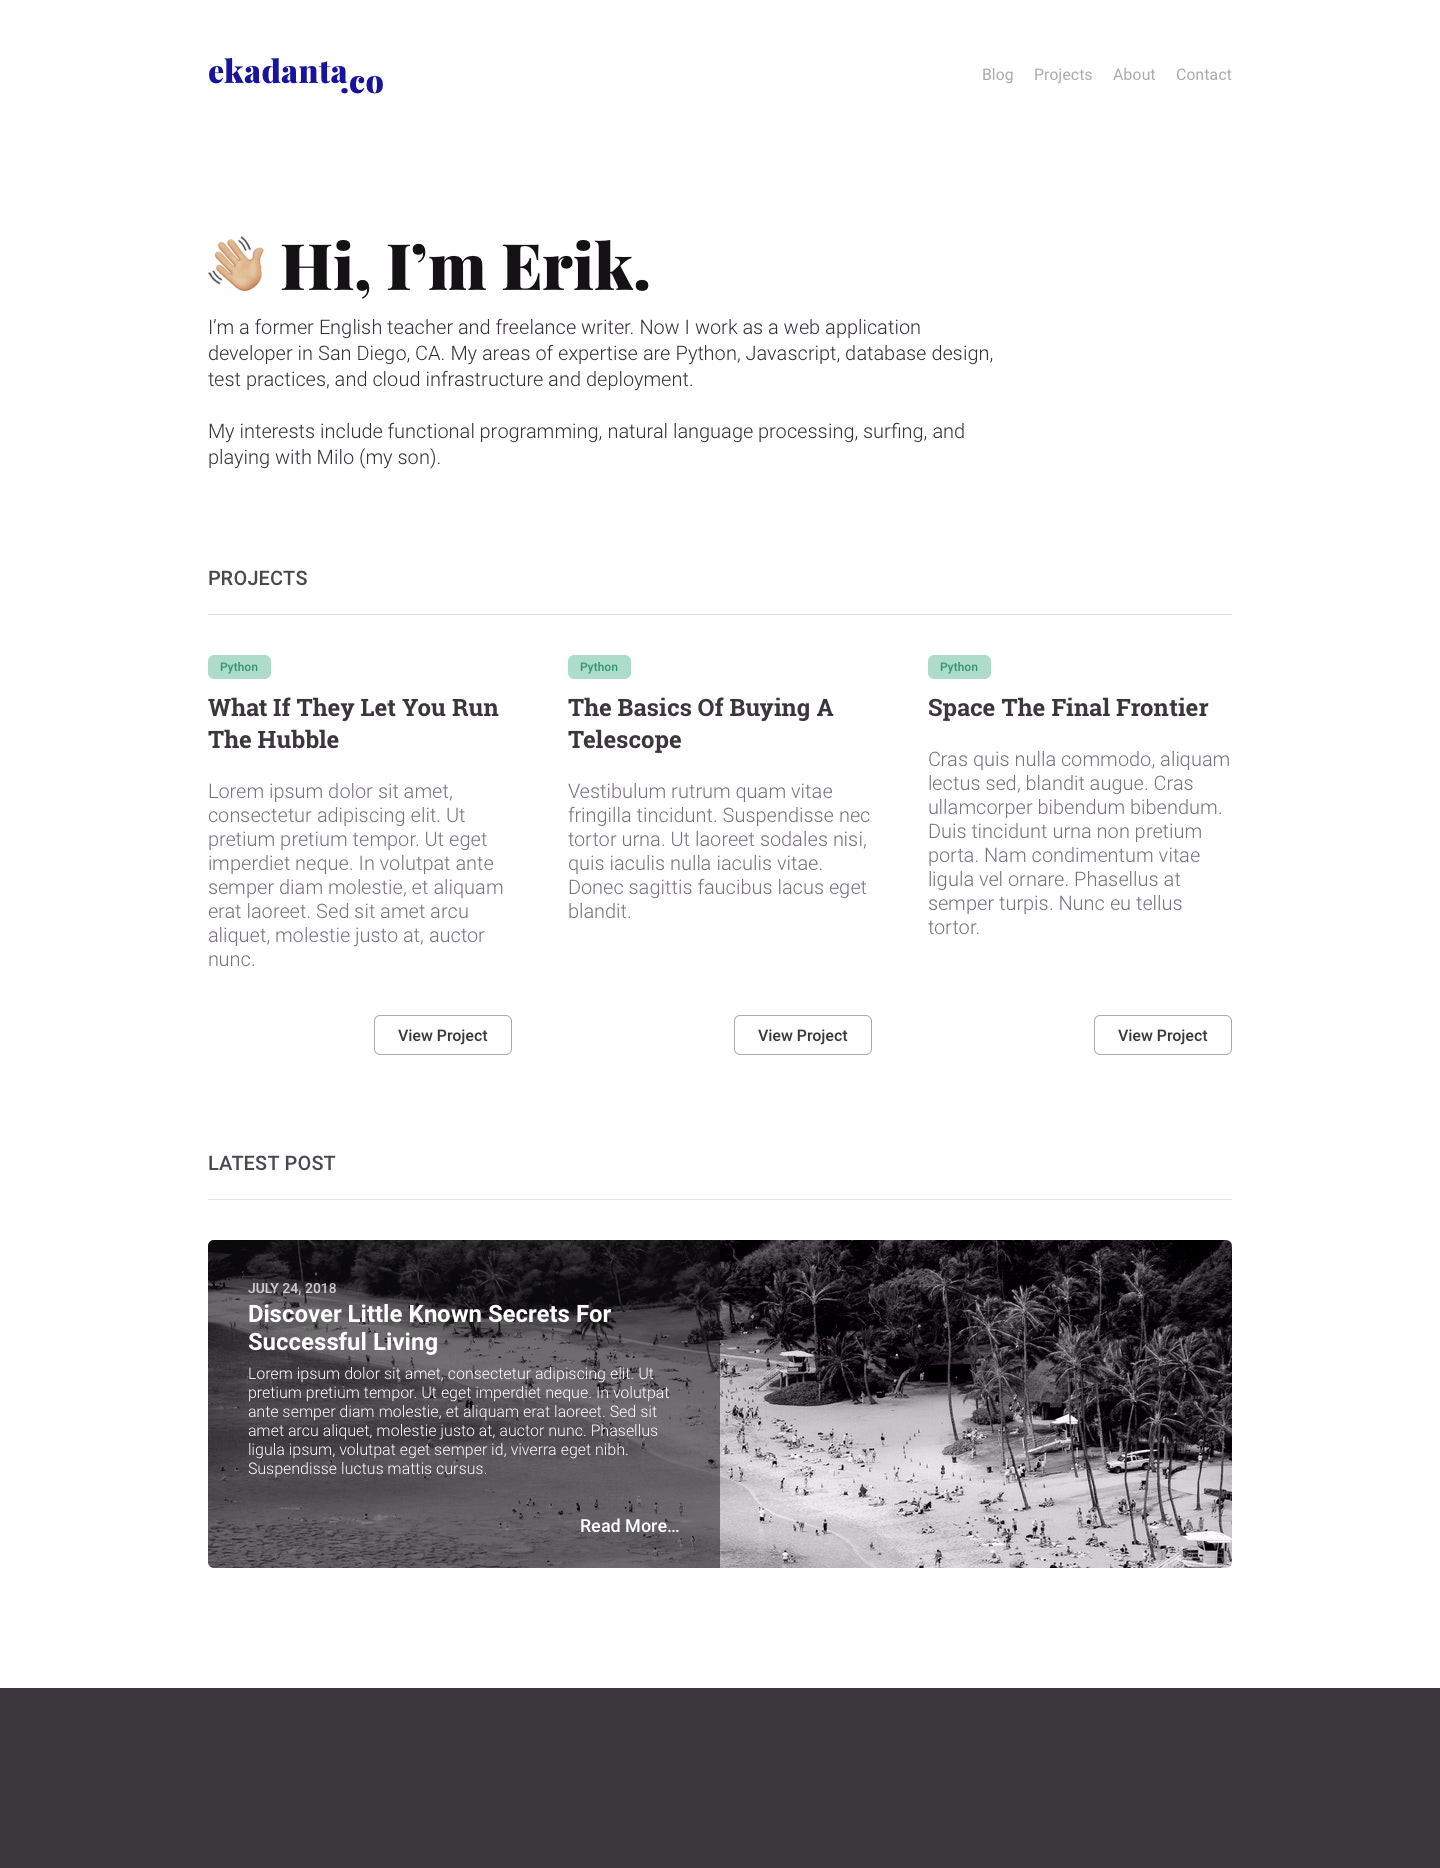 ekadanta.co
Blog Projects About Contact
👋🏼 Hi, I’m Erik.
I’m a former English teacher and freelance writer. Now I work as a web application
developer in San Diego, CA. My areas of expertise are Python, Javascript, database design,
test practices, and cloud infrastructure and deployment.
My interests include functional programming, natural language processing, surfing, and
playing with Milo (my son).
PROJECTS
Python
What If They Let You Run
The Hubble
Lorem ipsum dolor sit amet,
consectetur adipiscing elit. Ut
pretium pretium tempor. Ut eget
imperdiet neque. In volutpat ante
semper diam molestie, et aliquam
erat laoreet. Sed sit amet arcu
aliquet, molestie justo at, auctor
nunc.
View Project
Python
The Basics Of Buying A
Telescope
Vestibulum rutrum quam vitae
fringilla tincidunt. Suspendisse nec
tortor urna. Ut laoreet sodales nisi,
quis iaculis nulla iaculis vitae.
Donec sagittis faucibus lacus eget
blandit.
View Project
Python
Space The Final Frontier
Cras quis nulla commodo, aliquam
lectus sed, blandit augue. Cras
ullamcorper bibendum bibendum.
Duis tincidunt urna non pretium
porta. Nam condimentum vitae
ligula vel ornare. Phasellus at
semper turpis. Nunc eu tellus
tortor.
View Project
LATEST POST
JULY 24, 2018
Discover Little Known Secrets For
Successful Living
Lorem ipsum dolor sit amet, consectetur adipiscing elit. Ut
pretium pretium tempor. Ut eget imperdiet neque. In volutpat
ante semper diam molestie, et aliquam erat laoreet. Sed sit
amet arcu aliquet, molestie justo at, auctor nunc. Phasellus
ligula ipsum, volutpat eget semper id, viverra eget nibh.
Suspendisse luctus mattis cursus.
Read More…